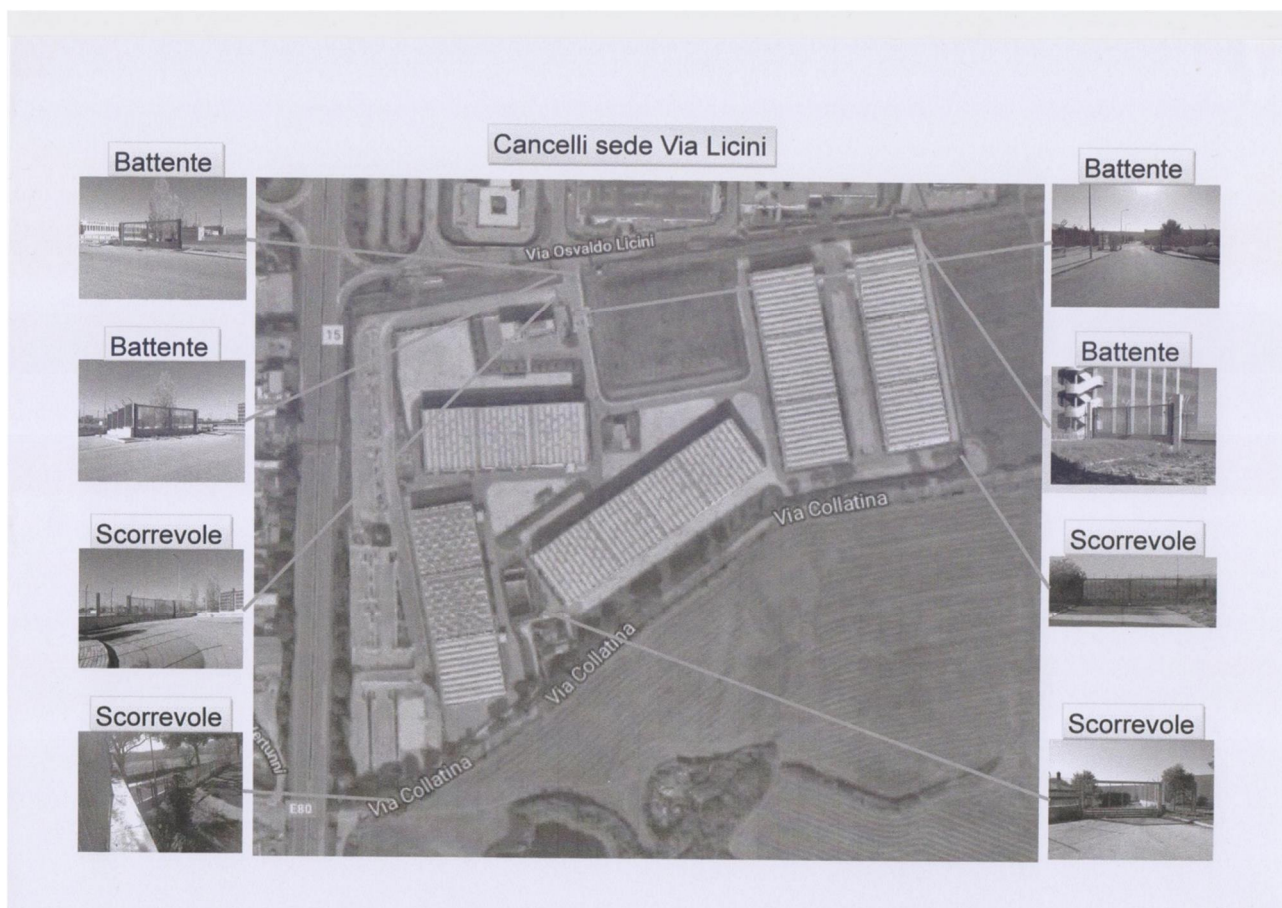 Cancelli sede Via Licini
Battente
Battente
Scorrevole
Scorrevole
Via Osvaldo Licini
15
Via Collatina
Via Collatina
Via Collatina
E80
Battente
Battente
Scorrevole
Scorrevole